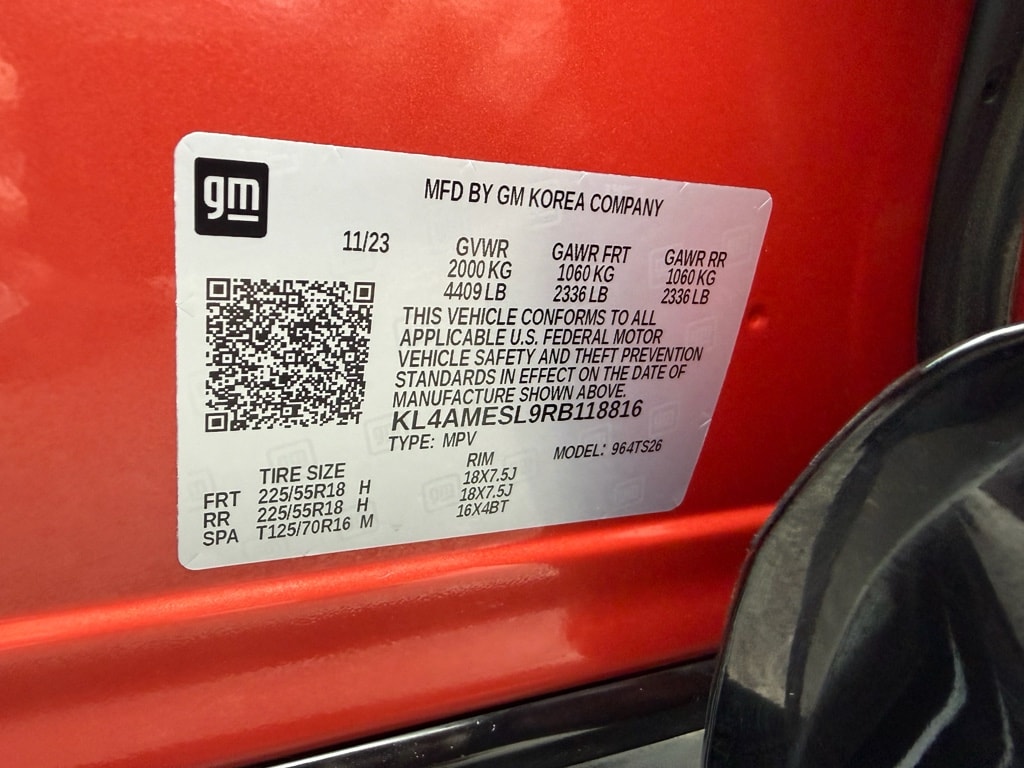 gm
MFD BY GM KOREA COMPANY
11/23 GVWR GAWR FRT GAWR RR
2000 KG 1060 KG 1060 KG
4409 LB 2336 LB 2336 LB
THIS VEHICLE CONFORMS TO ALL
APPLICABLE U.S. FEDERAL MOTOR
VEHICLE SAFETY AND THEFT PREVENTION
STANDARDS IN EFFECT ON THE DATE OF
MANUFACTURE SHOWN ABOVE.
KL4AMESL9RB118816
TYPE: MPV MODEL: 964TS26
TIRE SIZE RIM
FRT 225/55R18 H 18X7.5J
RR 225/55R18 H 18X7.5J
SPA T125/70R16 M 16X4BT